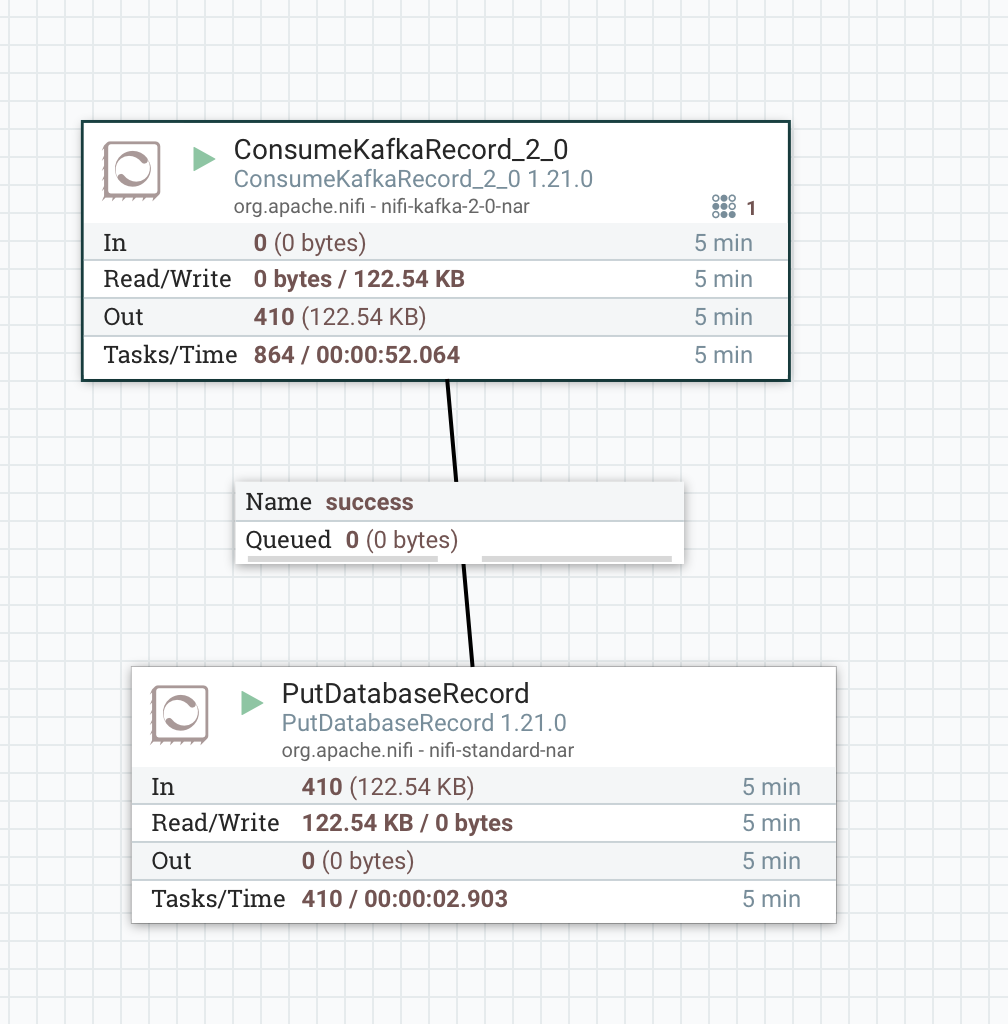 ConsumeKafkaRecord_2_0
ConsumeKafkaRecord_2_0 1.21.0
org.apache.nifi - nifi-kafka-2-0-nar
1
In 0 (0 bytes) 5 min
Read/Write 0 bytes / 122.54 KB 5 min
Out 410 (122.54 KB) 5 min
Tasks/Time 864 / 00:00:52.064 5 min
Name success
Queued 0 (0 bytes)
PutDatabaseRecord
PutDatabaseRecord 1.21.0
org.apache.nifi - nifi-standard-nar
In 410 (122.54 KB) 5 min
Read/Write 122.54 KB / 0 bytes 5 min
Out 0 (0 bytes) 5 min
Tasks/Time 410 / 00:00:02.903 5 min